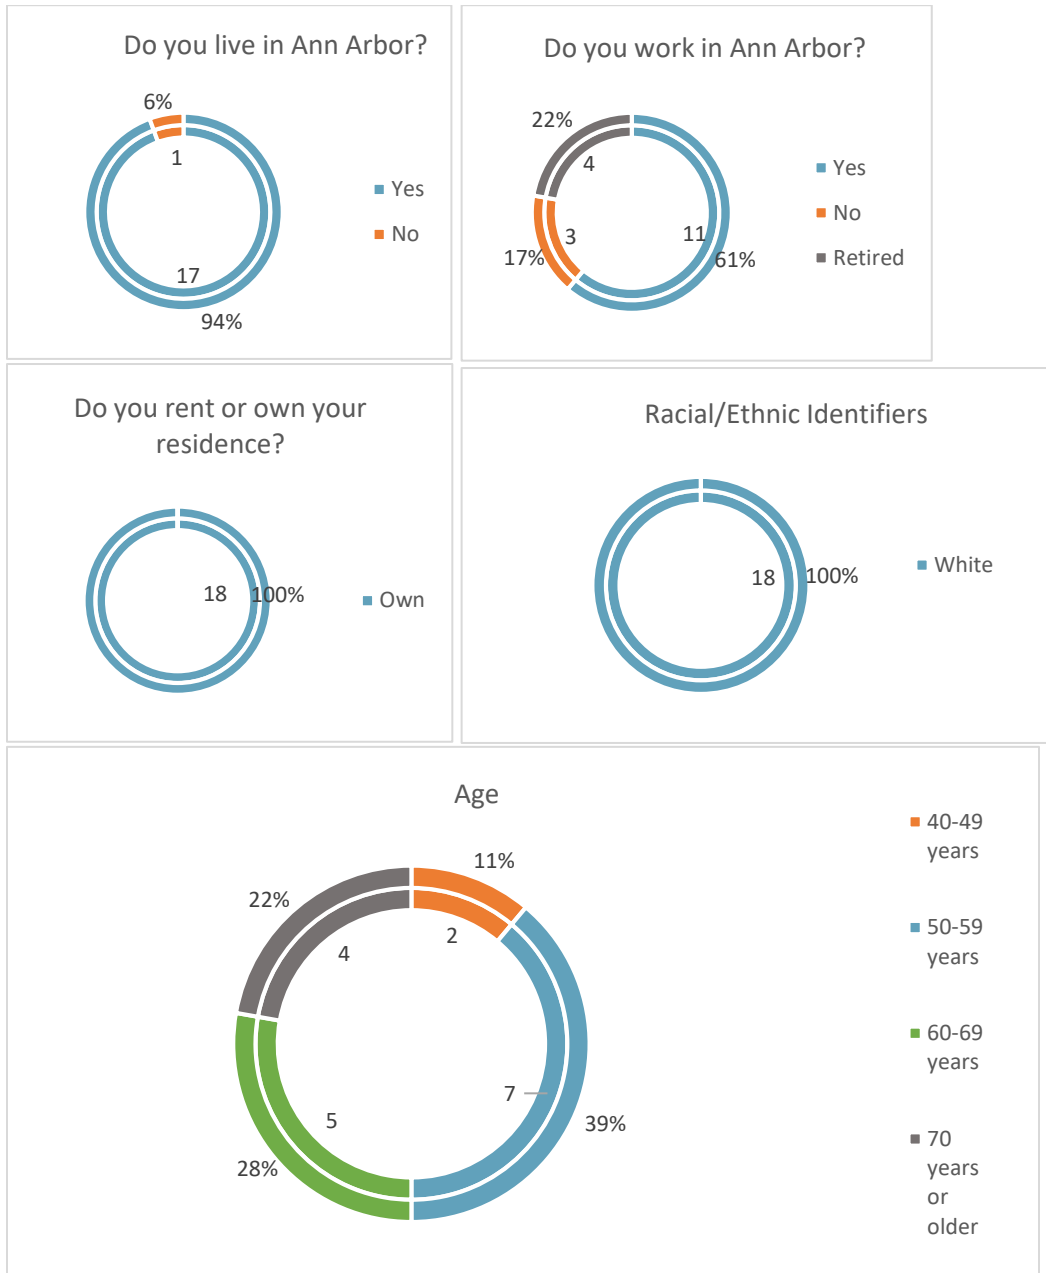 Do you live in Ann Arbor?
6%
1
17
94%
Yes
No
Do you work in Ann Arbor?
22%
4
3
17%
11
61%
Yes
No
Retired
Do you rent or own your
residence?
18
100%
Own
Racial/Ethnic Identifiers
18
100%
White
Age
11%
2
22%
4
7
39%
5
28%
40-49
years
50-59
years
60-69
years
70
years
or
older